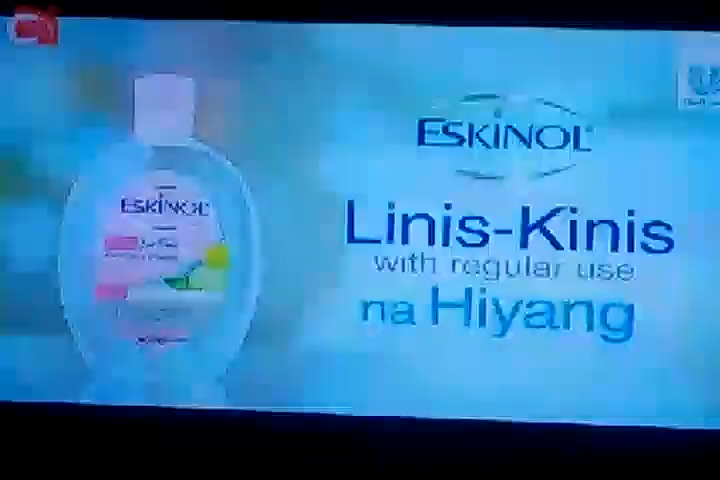 ESKINOL
Linis-Kinis
with regular use
na Hiyang
ESKINOL